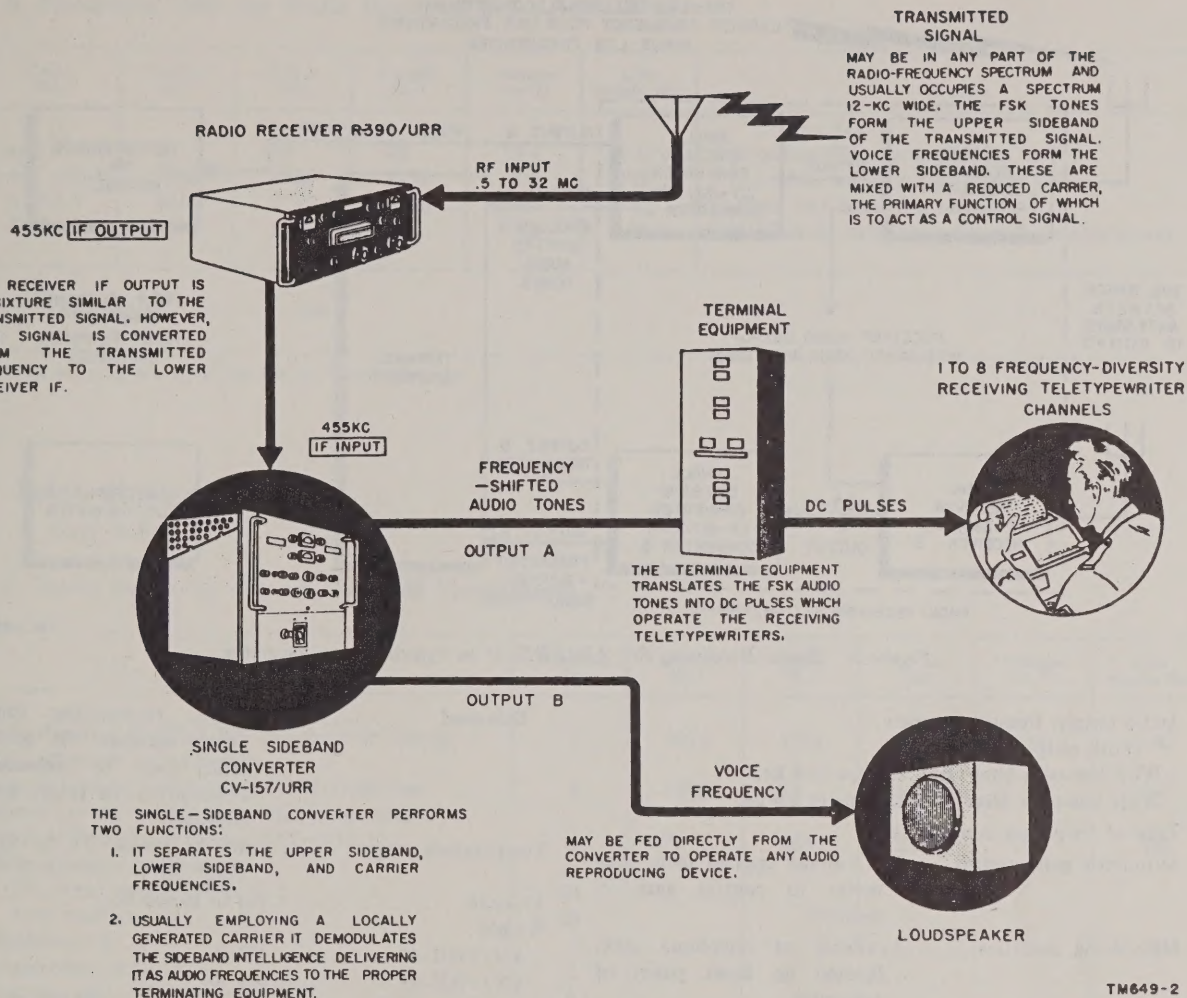 TRANSMITTED
SIGNAL
MAY BE IN ANY PART OF THE
RADIO-FREQUENCY SPECTRUM AND
USUALLY OCCUPIES A SPECTRUM
12-KC WIDE. THE FSK TONES
FORM THE UPPER SIDEBAND
OF THE TRANSMITTED SIGNAL.
VOICE FREQUENCIES FORM THE
LOWER SIDEBAND. THESE ARE
MIXED WITH A REDUCED CARRIER,
THE PRIMARY FUNCTION OF WHICH
IS TO ACT AS A CONTROL SIGNAL.
RADIO RECEIVER R-390/URR
RF INPUT
.5 TO 32 MC
455KC IF OUTPUT
RECEIVER IF OUTPUT IS
SIMILAR TO THE
SIGNAL. HOWEVER,
SIGNAL IS CONVERTED
THE TRANSMITTED
TO THE LOWER
IF.
455KC
IF INPUT
TERMINAL
EQUIPMENT
1 TO 8 FREQUENCY-DIVERSITY
RECEIVING TELETYPEWRITER
CHANNELS
FREQUENCY
-SHIFTED
AUDIO TONES
OUTPUT A
DC PULSES
THE TERMINAL EQUIPMENT
TRANSLATES THE FSK AUDIO
TONES INTO DC PULSES WHICH
OPERATE THE RECEIVING
TELETYPEWRITERS.
OUTPUT B
SINGLE SIDEBAND
CONVERTER
CV-157/URR
THE SINGLE-SIDEBAND CONVERTER PERFORMS
TWO FUNCTIONS:
1. IT SEPARATES THE UPPER SIDEBAND,
LOWER SIDEBAND, AND CARRIER
FREQUENCIES.
2. USUALLY EMPLOYING A LOCALLY
GENERATED CARRIER IT DEMODULATES
THE SIDEBAND INTELLIGENCE DELIVERING
IT AS AUDIO FREQUENCIES TO THE PROPER
TERMINATING EQUIPMENT.
VOICE
FREQUENCY
MAY BE FED DIRECTLY FROM THE
CONVERTER TO OPERATE ANY AUDIO
REPRODUCING DEVICE.
LOUDSPEAKER
TM649-2